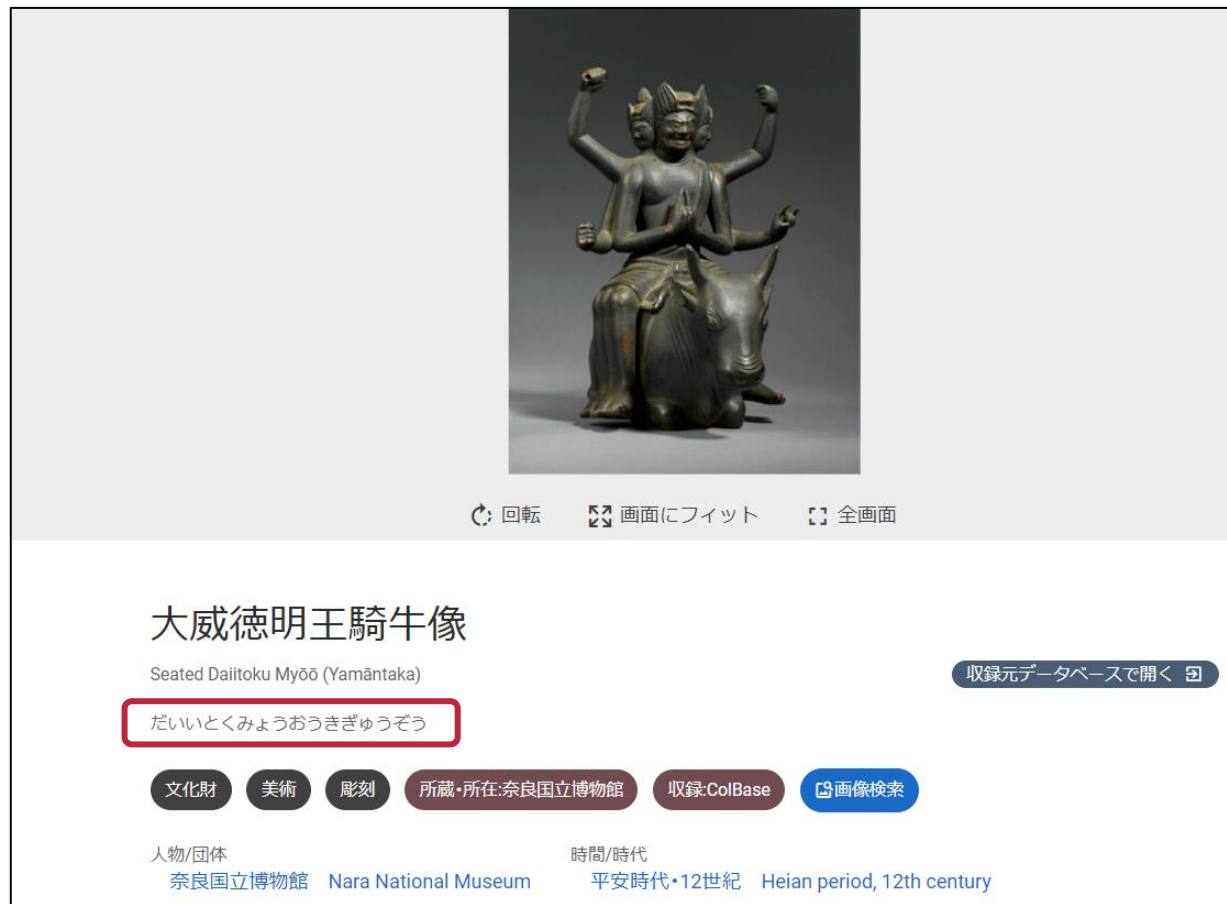 回転 画面にフィット 全画面
大威徳明王騎牛像
Seated Daiitoku Myōō (Yamāntaka)
収録元データベースで開く
だいいとくみょうおうきぎゅうぞう
文化財 美術 彫刻 所蔵・所在:奈良国立博物館 収録:ColBase 画像検索
人物/団体 時間/時代
奈良国立博物館 Nara National Museum 平安時代・12世紀 Heian period, 12th century